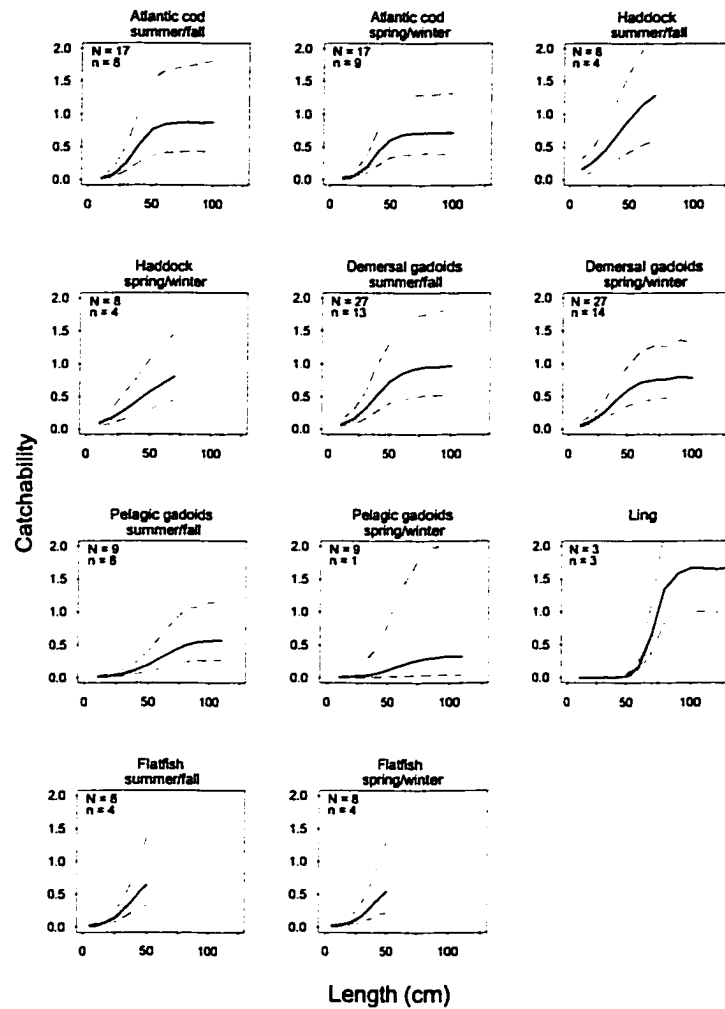 Atlantic cod
summer/fall
N = 17
n = 8
2.0
1.5
1.0
0.5
0.0
0 50 100
Atlantic cod
spring/winter
N = 17
n = 9
2.0
1.5
1.0
0.5
0.0
0 50 100
Haddock
summer/fall
N = 8
n = 4
2.0
1.5
1.0
0.5
0.0
0 50 100
Haddock
spring/winter
N = 8
n = 4
2.0
1.5
1.0
0.5
0.0
0 50 100
Demersal gadoids
summer/fall
N = 27
n = 13
2.0
1.5
1.0
0.5
0.0
0 50 100
Demersal gadoids
spring/winter
N = 27
n = 14
2.0
1.5
1.0
0.5
0.0
0 50 100
Catchability
Pelagic gadoids
summer/fall
N = 9
n = 8
2.0
1.5
1.0
0.5
0.0
0 50 100
Pelagic gadoids
spring/winter
N = 9
n = 1
2.0
1.5
1.0
0.5
0.0
0 50 100
Ling
N = 3
n = 3
2.0
1.5
1.0
0.5
0.0
0 50 100
Flatfish
summer/fall
N = 8
n = 4
2.0
1.5
1.0
0.5
0.0
0 50 100
Flatfish
spring/winter
N = 8
n = 4
2.0
1.5
1.0
0.5
0.0
0 50 100
Length (cm)